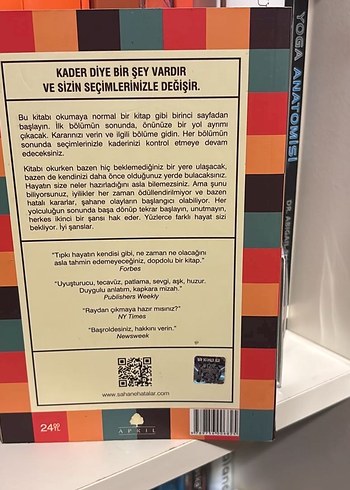 KADER DİYE BİR ŞEY VARDIR
VE SİZİN SEÇİMLERİNİZLE DEĞİŞİR.
Bu kitabı okumaya normal bir kitap gibi birinci sayfadan
başlayın. İlk bölümün sonunda, önünüze bir yol ayrımı
çıkacak. Kararınızı verin ve ilgili bölüme gidin. Her bölümün
sonunda seçimlerinizle kaderinizi kontrol etmeye devam
edeceksiniz.
Kitabı okurken bazen hiç beklemediğiniz bir yere ulaşacak,
bazen de kendinizi daha önce olduğunuz yerde bulacaksınız.
Hayatın size neler hazırladığını asla bilemezsiniz. Ama şunu
biliyorsunuz, iyilikler her zaman ödüllendirilmiyor ve bazen
hatalı kararlar, şahane olayların başlangıcı olabiliyor. Her
yolculuğun sonunda başa dönüp tekrar başlayın, unutmayın,
herkes ikinci bir şansı hak eder. Yüzlerce farklı hayat sizi
bekliyor. İyi şanslar.
"Tıpkı hayatın kendisi gibi, ne zaman ne olacağını
asla tahmin edemeyeceğiniz, dopdolu bir kitap."
Forbes
"Uyuşturucu, tecavüz, patlama, sevgi, aşk, huzur.
Duygulu anlatım, kapkara mizah."
Publishers Weekly
"Raydan çıkmaya hazır mısınız?"
NY Times
"Başroldesiniz, hakkını verin."
Newsweek
www.sahanehatalar.com
24
TL
APRIL
YOGA ANATOMİSİ
DR. ABIGAIL